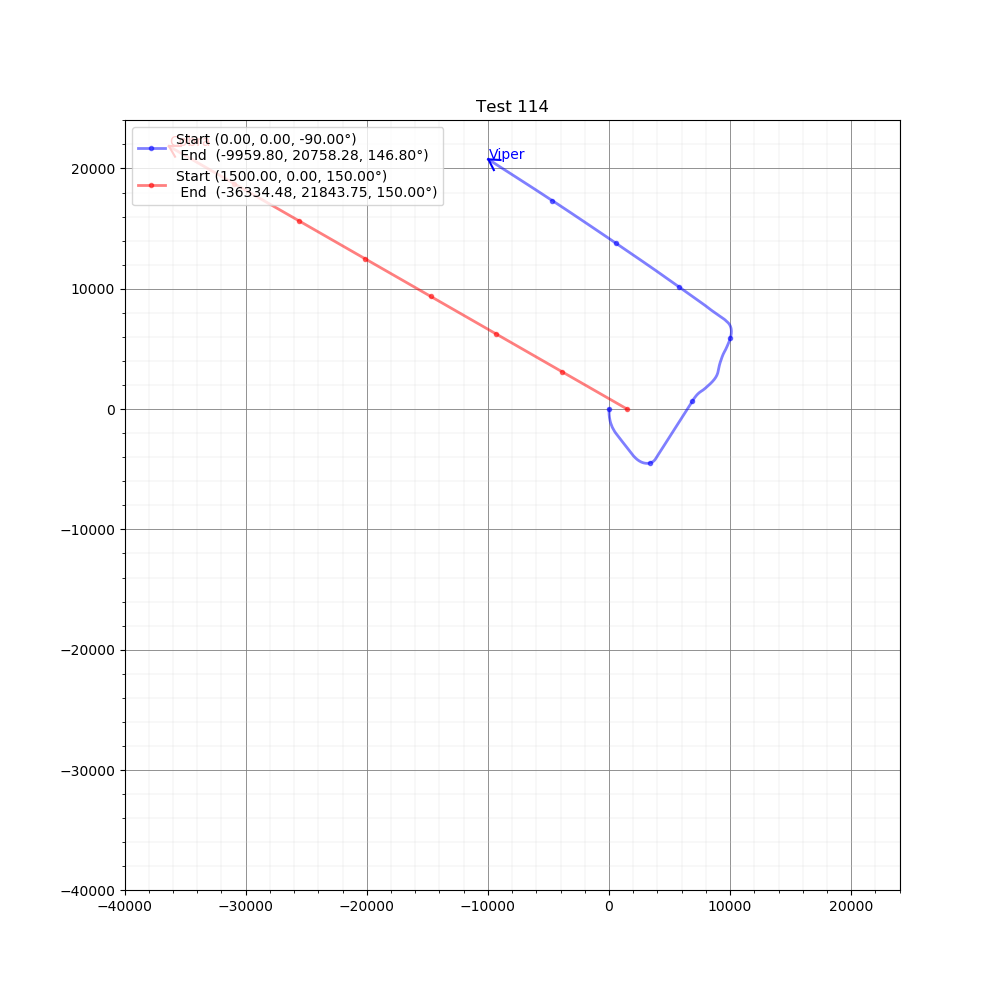 Test 114
Start (0.00, 0.00, -90.00°)
End (-9959.80, 20758.28, 146.80°)
Start (1500.00, 0.00, 150.00°)
End (-36334.48, 21843.75, 150.00°)
Viper
20000
10000
0
−10000
−20000
−30000
−40000
−40000 −30000 −20000 −10000 0 10000 20000